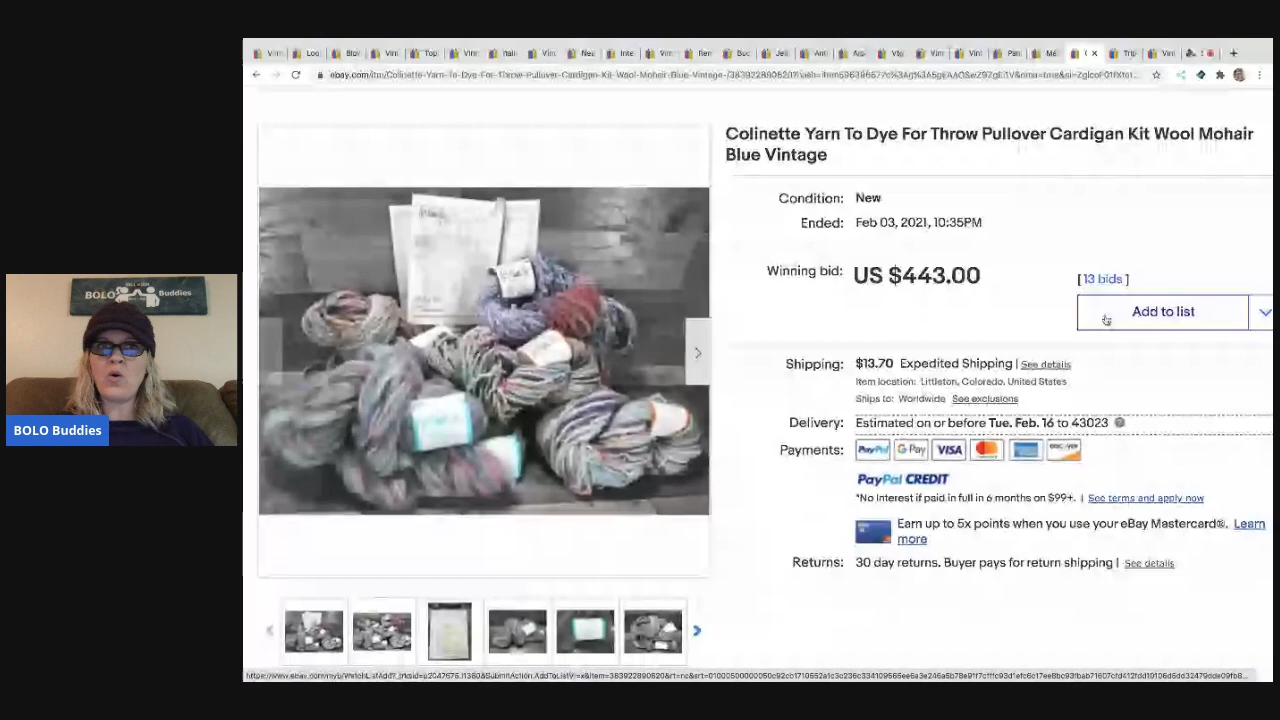 Colinette Yarn To Dye For Throw Pullover Cardigan Kit Wool Mohair
Blue Vintage
Condition: New
Ended: Feb 03, 2021, 10:35PM
Winning bid: US $443.00
[ 13 bids ]
Add to list
Shipping: $13.70 Expedited Shipping | See details
Item location: Littleton, Colorado, United States
Ships to: Worldwide See exclusions
Delivery: Estimated on or before Tue. Feb. 16 to 43023
Payments: PayPal G Pay VISA
PayPal CREDIT
*No Interest if paid in full in 6 months on $99+. | See terms and apply now
Earn up to 5x points when you use your eBay Mastercard®. Learn
more
Returns: 30 day returns. Buyer pays for return shipping | See details
BOLO Buddies
BOLO Buddies